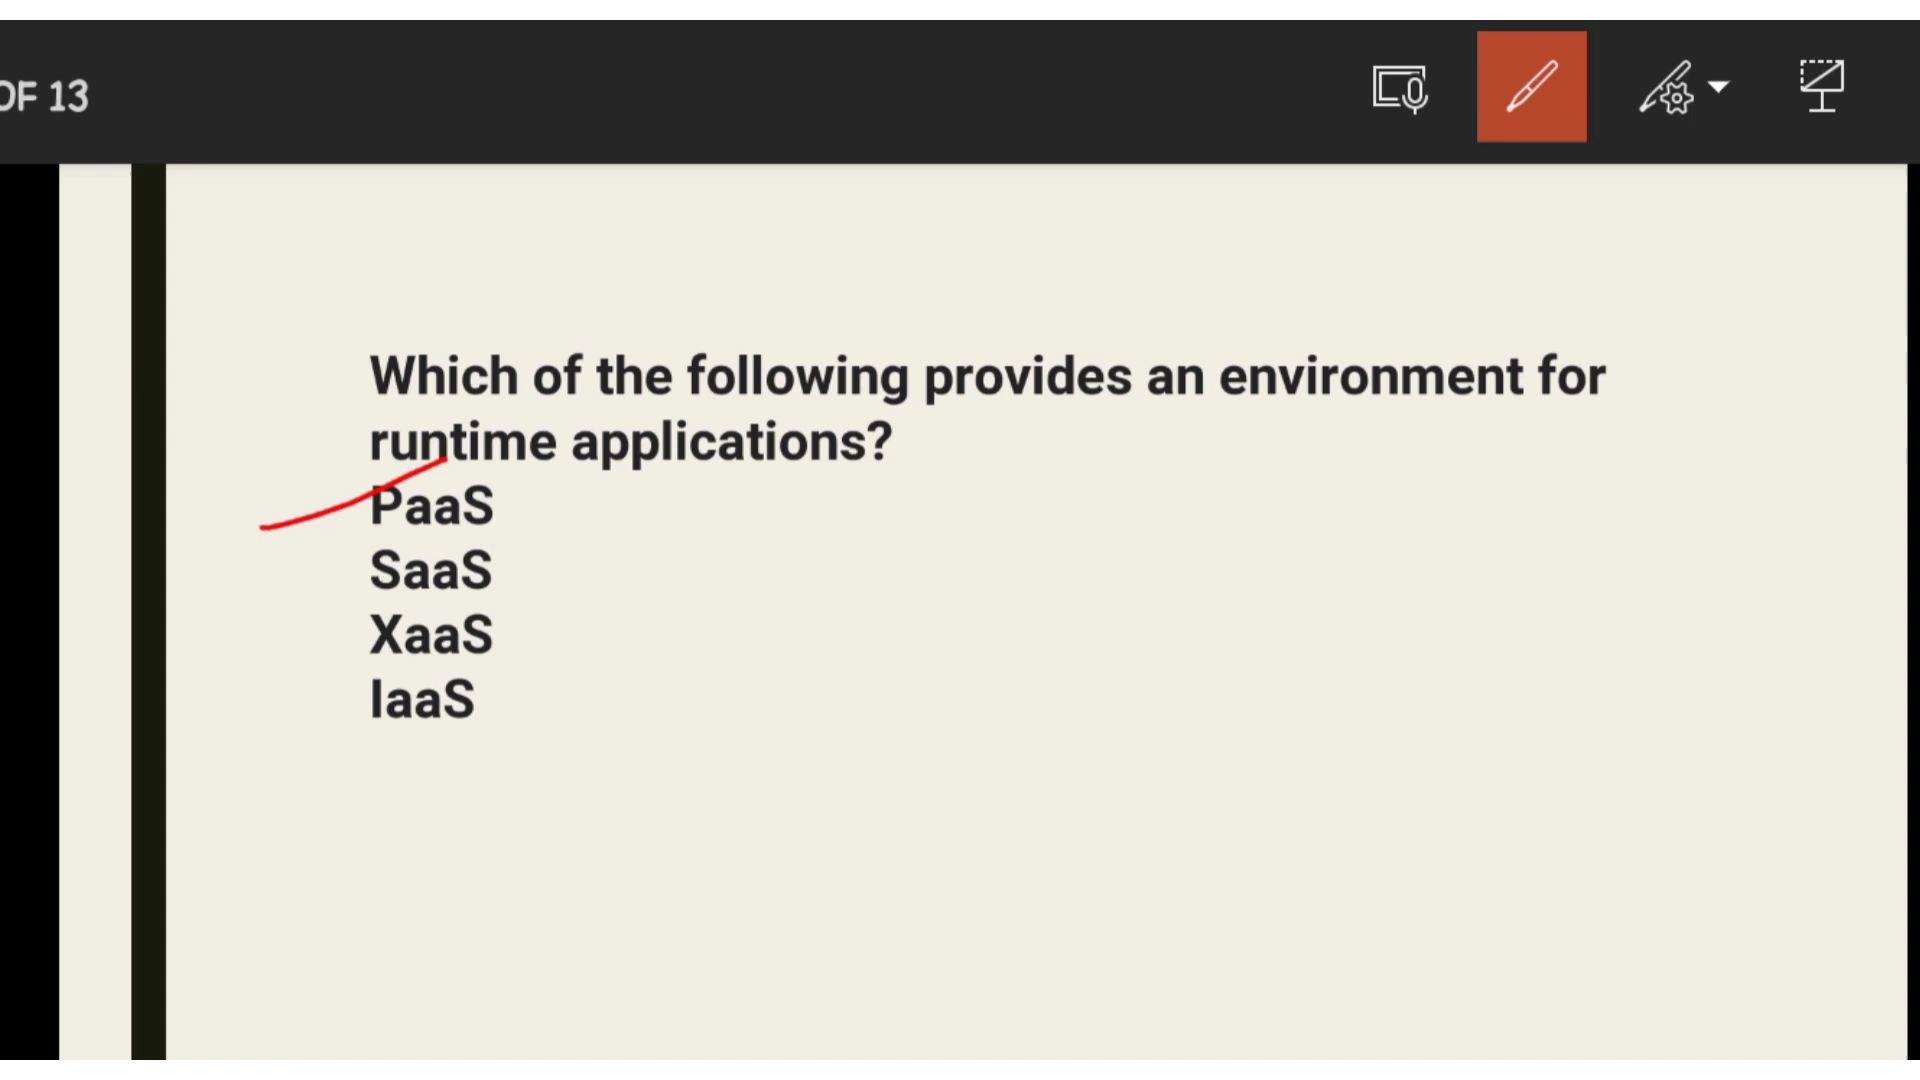 OF 13
Which of the following provides an environment for
runtime applications?
PaaS
SaaS
XaaS
IaaS